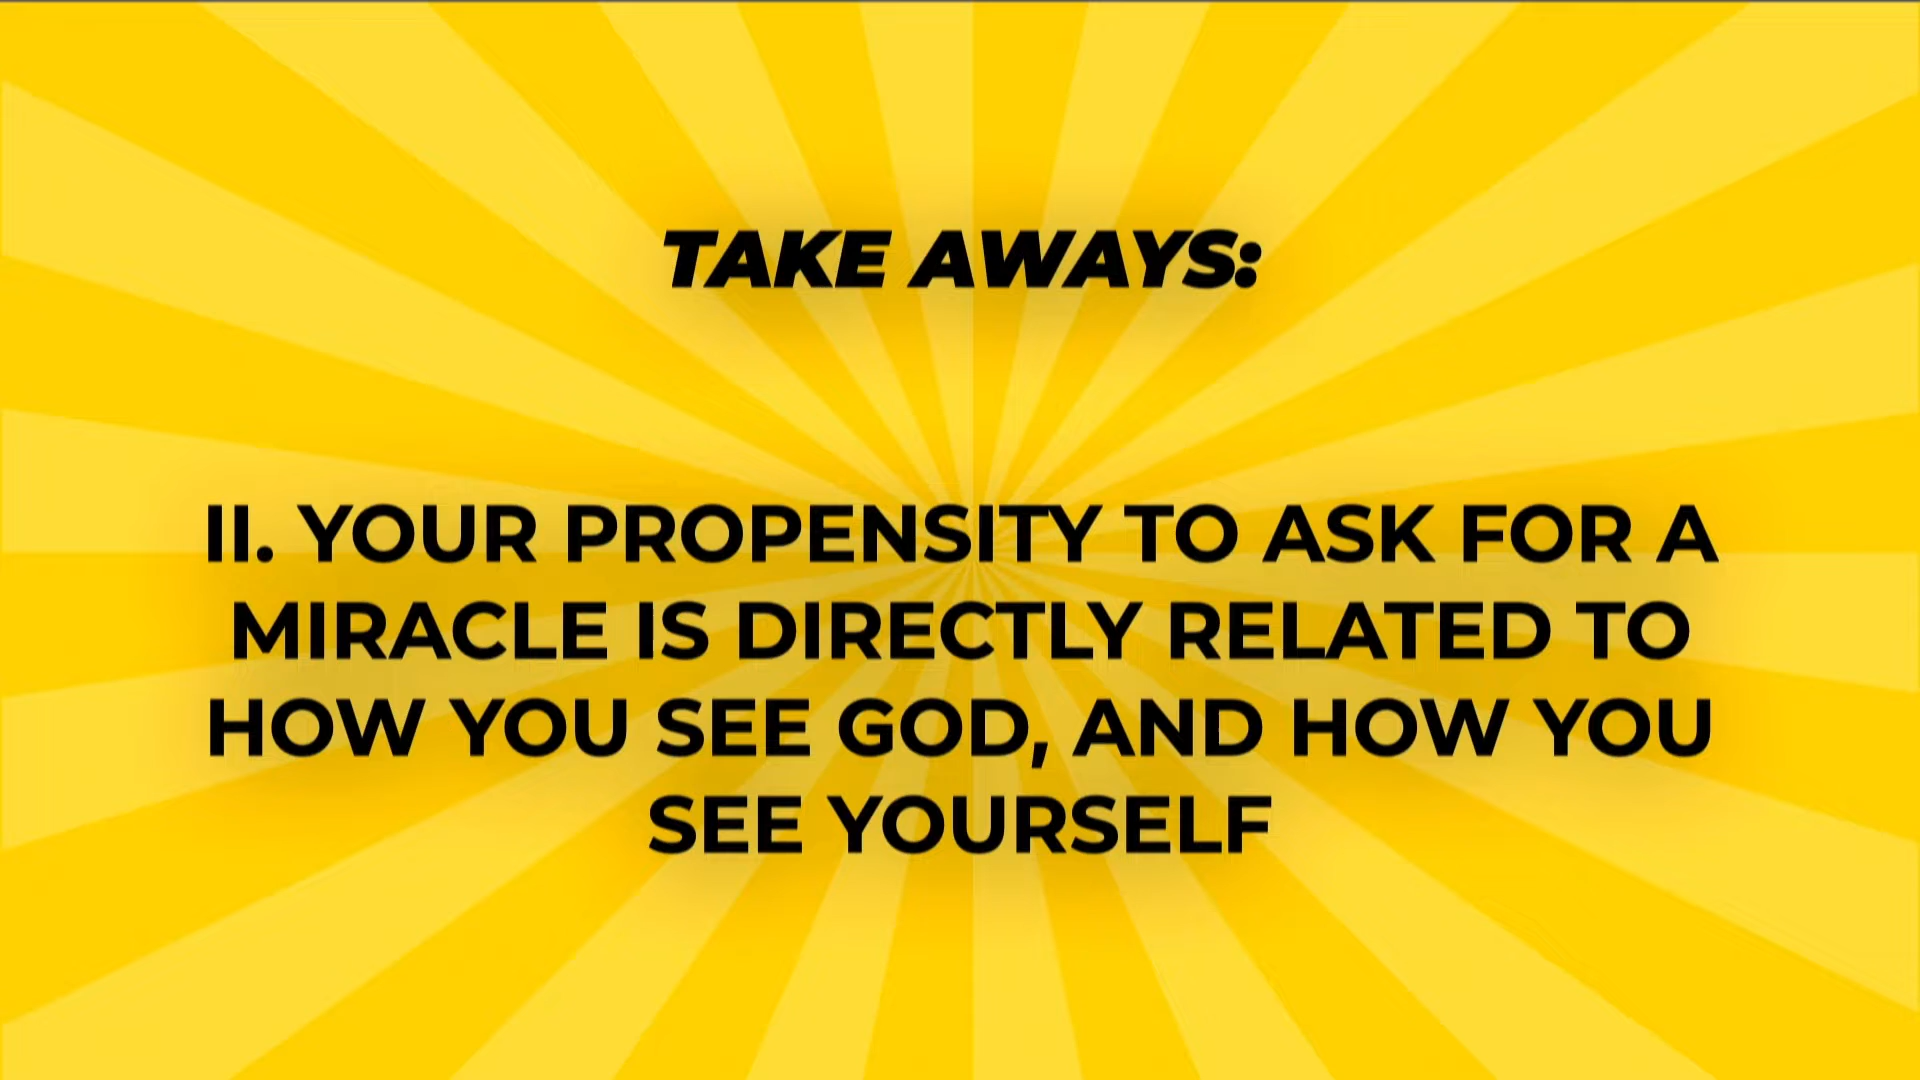 TAKE AWAYS:
II. YOUR PROPENSITY TO ASK FOR A
MIRACLE IS DIRECTLY RELATED TO
HOW YOU SEE GOD, AND HOW YOU
SEE YOURSELF